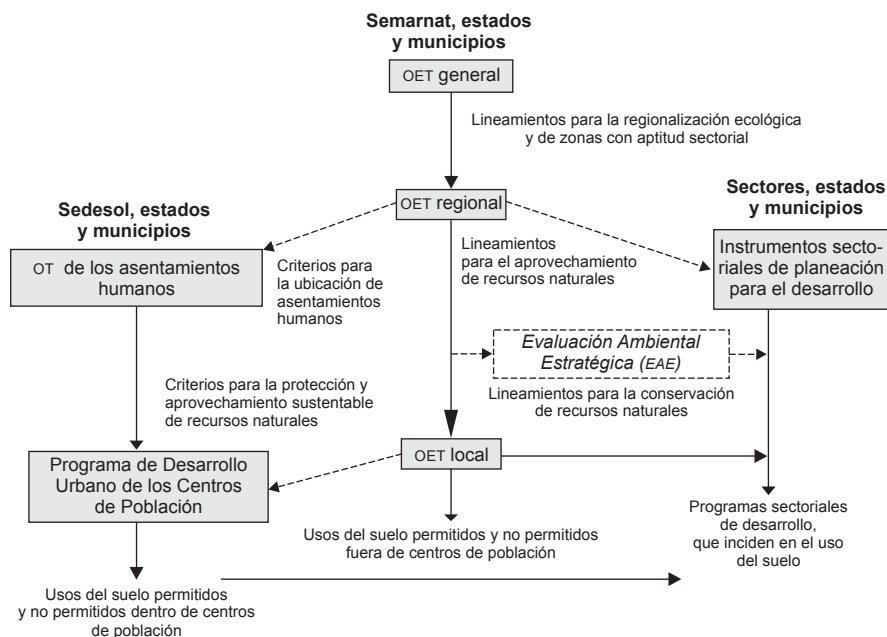 Semarnat, estados
y municipios
OET general
Lineamientos para la regionalización ecológica
y de zonas con aptitud sectorial
Sedesol, estados
y municipios
OET regional
Sectores, estados
y municipios
OT de los asentamientos
humanos
Criterios para
la ubicación de
asentamientos
humanos
Lineamientos
para el aprovechamiento
de recursos naturales
Instrumentos secto-
riales de planeación
para el desarrollo
Evaluación Ambiental
Estratégica (EAE)
Criterios para la protección y
aprovechamiento sustentable
de recursos naturales
Lineamientos para la conservación
de recursos naturales
OET local
Programa de Desarrollo
Urbano de los Centros
de Población
Usos del suelo permitidos y no permitidos
fuera de centros de población
Programas sectoriales
de desarrollo,
que inciden en el uso
del suelo
Usos del suelo permitidos
y no permitidos dentro de centros
de población